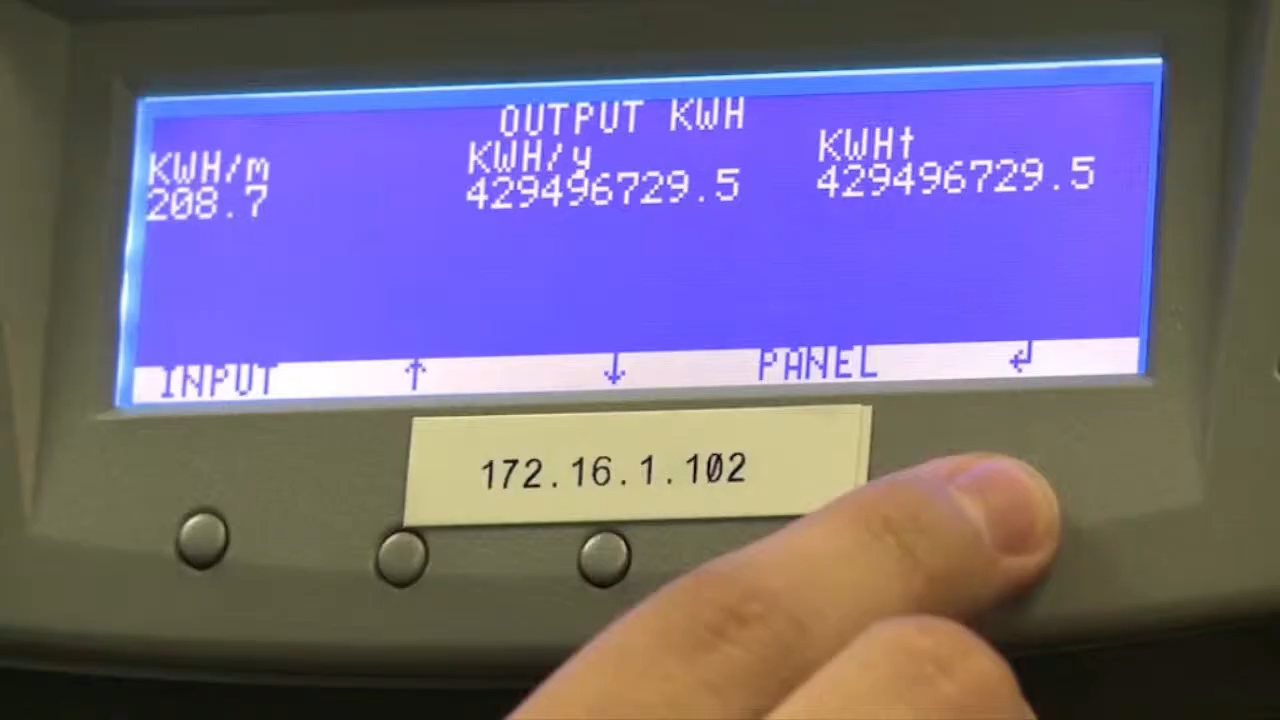 OUTPUT KWH
KWH/m KWH/y KWHt
208.7 429496729.5 429496729.5
INPUT ↑ ↓ PANEL ↵
172.16.1.102